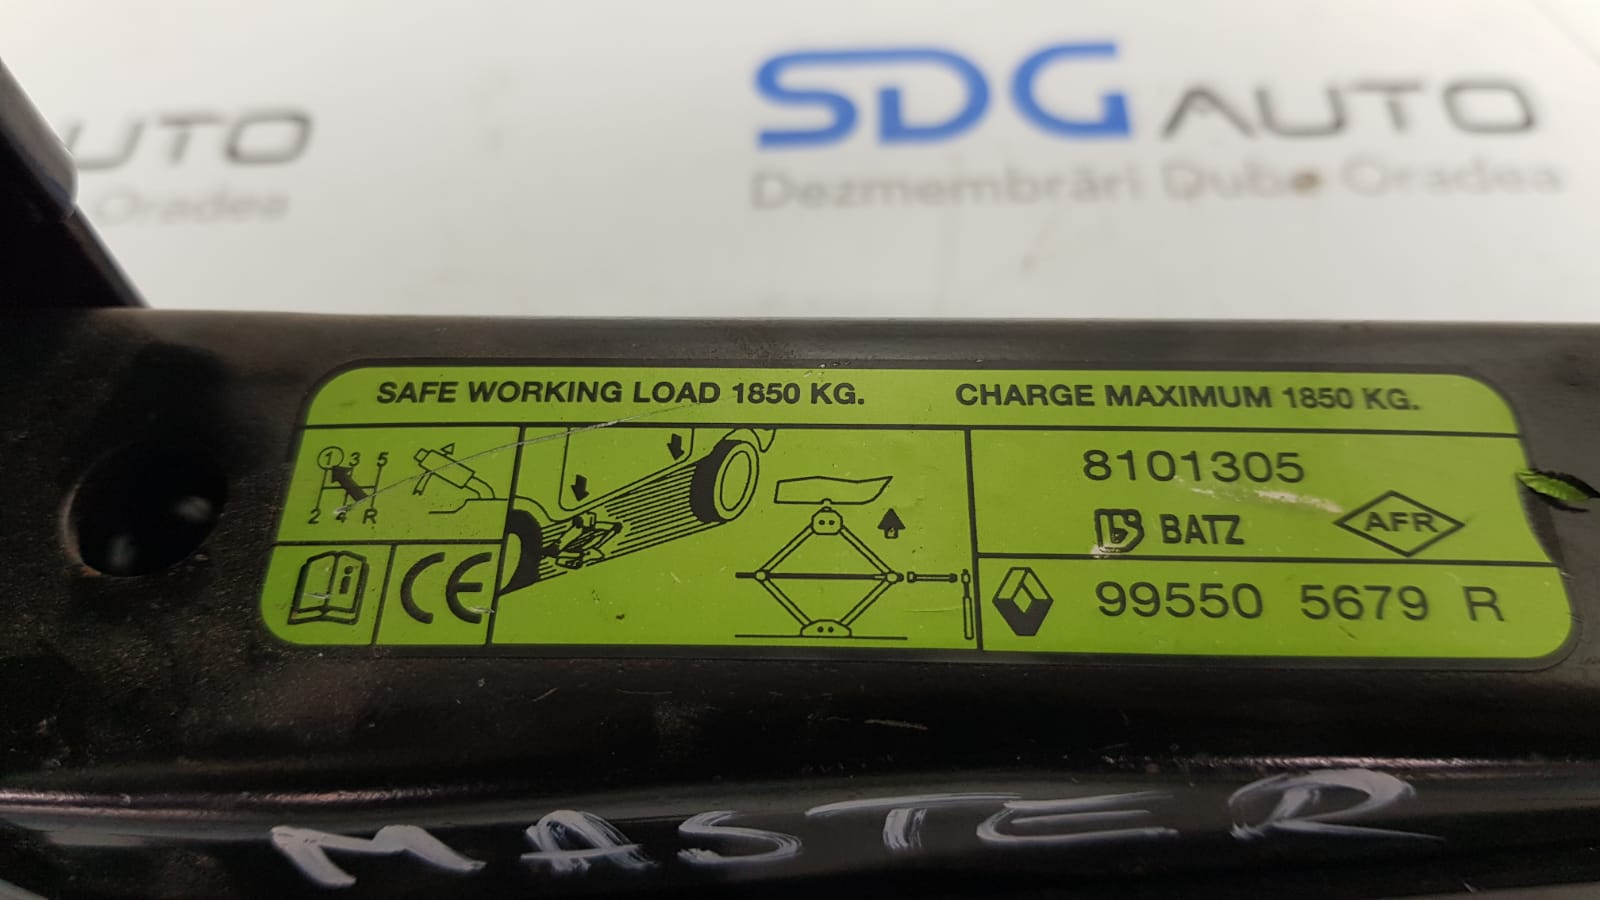 SDG AUTO
UTO
Dezmembrări Dube Oradea
Oradea
SAFE WORKING LOAD 1850 KG. CHARGE MAXIMUM 1850 KG.
1 3 5
2 4 R
8101305
BATZ
AFR
i
CE
99550 5679 R
MASTER